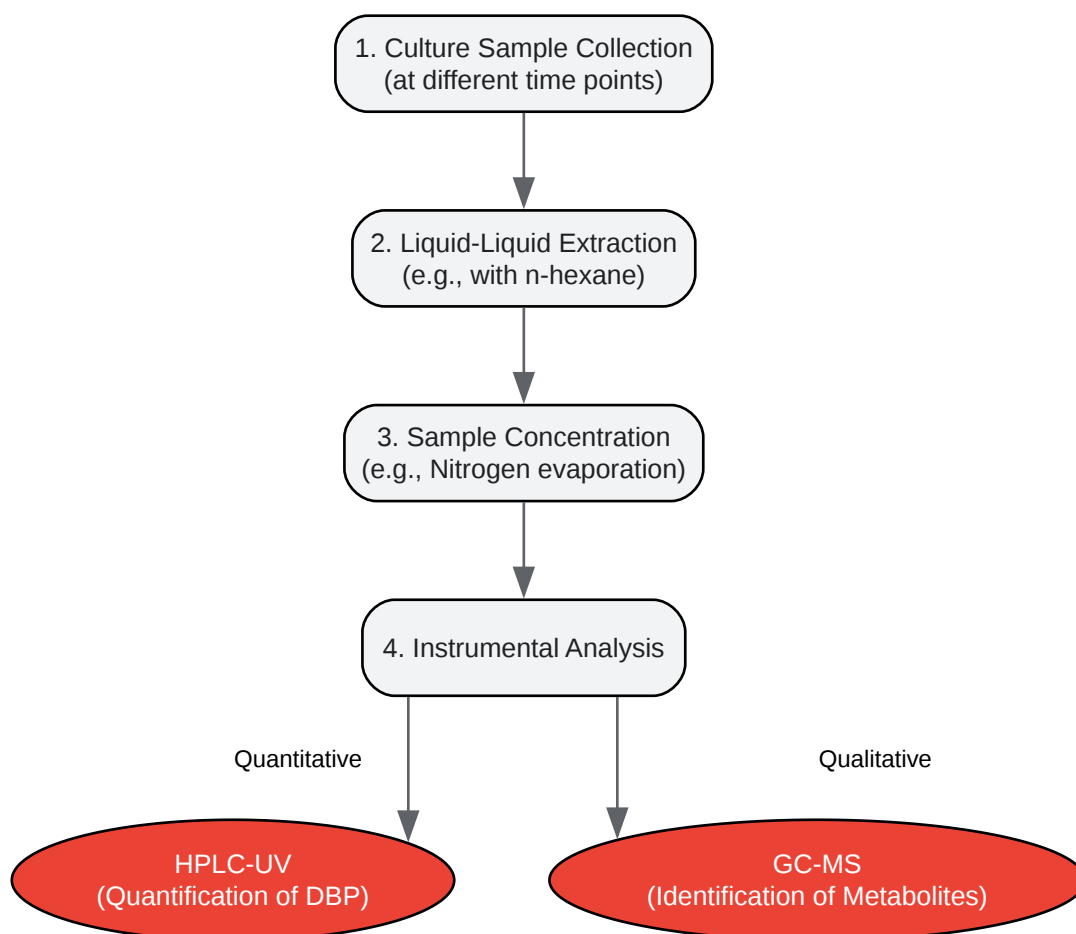 1. Culture Sample Collection
(at different time points)
2. Liquid-Liquid Extraction
(e.g., with n-hexane)
3. Sample Concentration
(e.g., Nitrogen evaporation)
4. Instrumental Analysis
Quantitative
Qualitative
HPLC-UV
(Quantification of DBP)
GC-MS
(Identification of Metabolites)